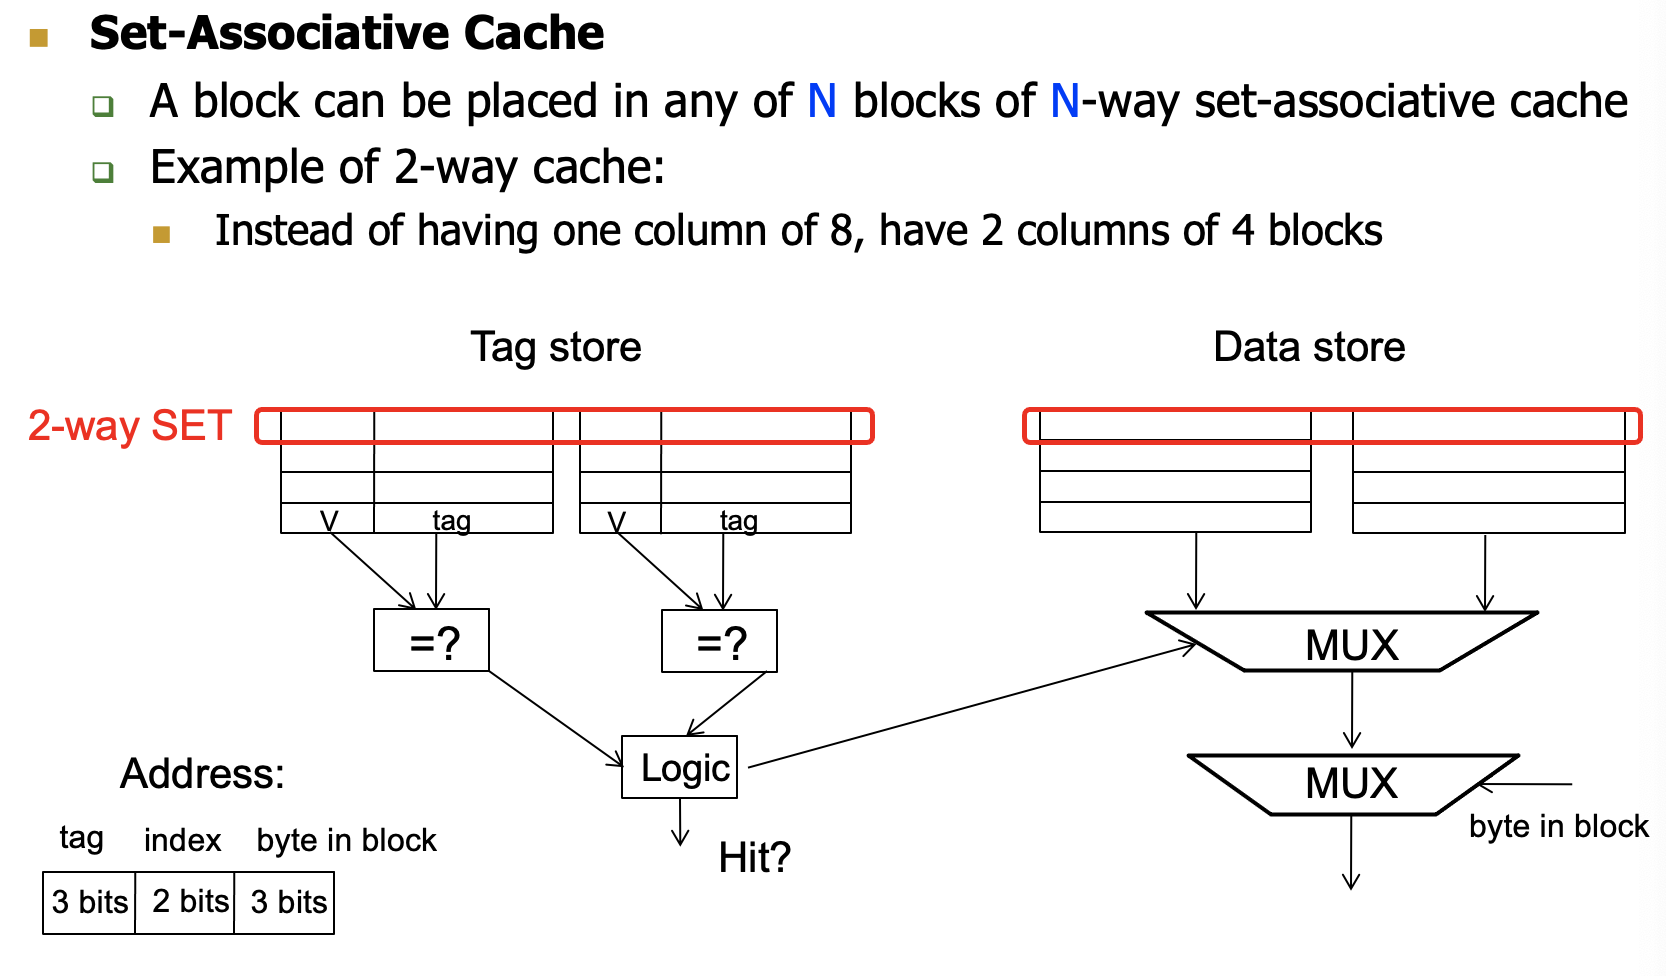 Set-Associative Cache
A block can be placed in any of N blocks of N-way set-associative cache
Example of 2-way cache:
Instead of having one column of 8, have 2 columns of 4 blocks
Tag store
Data store
2-way SET
V
tag
V
tag
=?
=?
MUX
Logic
MUX
byte in block
Hit?
Address:
tag
index
byte in block
3 bits
2 bits
3 bits